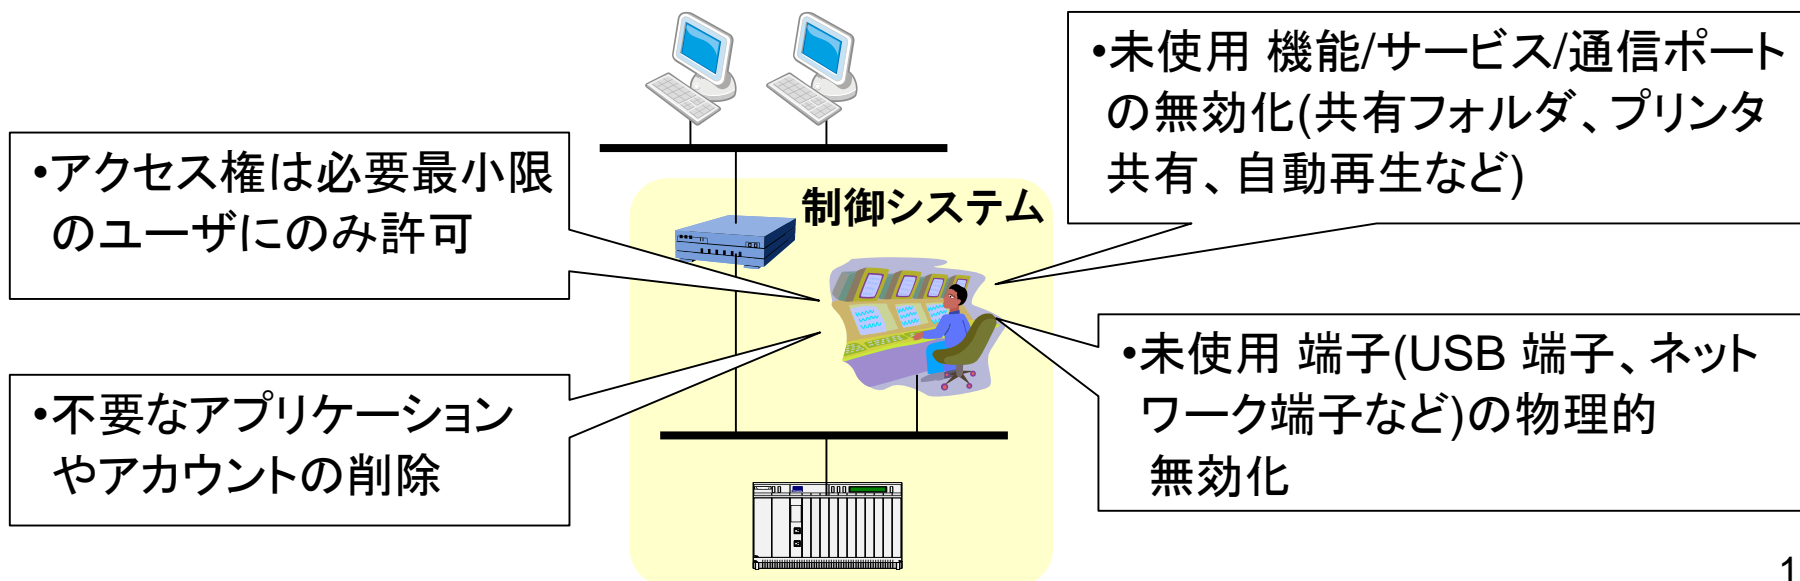 •未使用 機能/サービス/通信ポート
の無効化(共有フォルダ、プリンタ
共有、自動再生など)
•アクセス権は必要最小限
のユーザにのみ許可
制御システム
•未使用 端子(USB 端子、ネット
ワーク端子など)の物理的
無効化
•不要なアプリケーション
やアカウントの削除
1